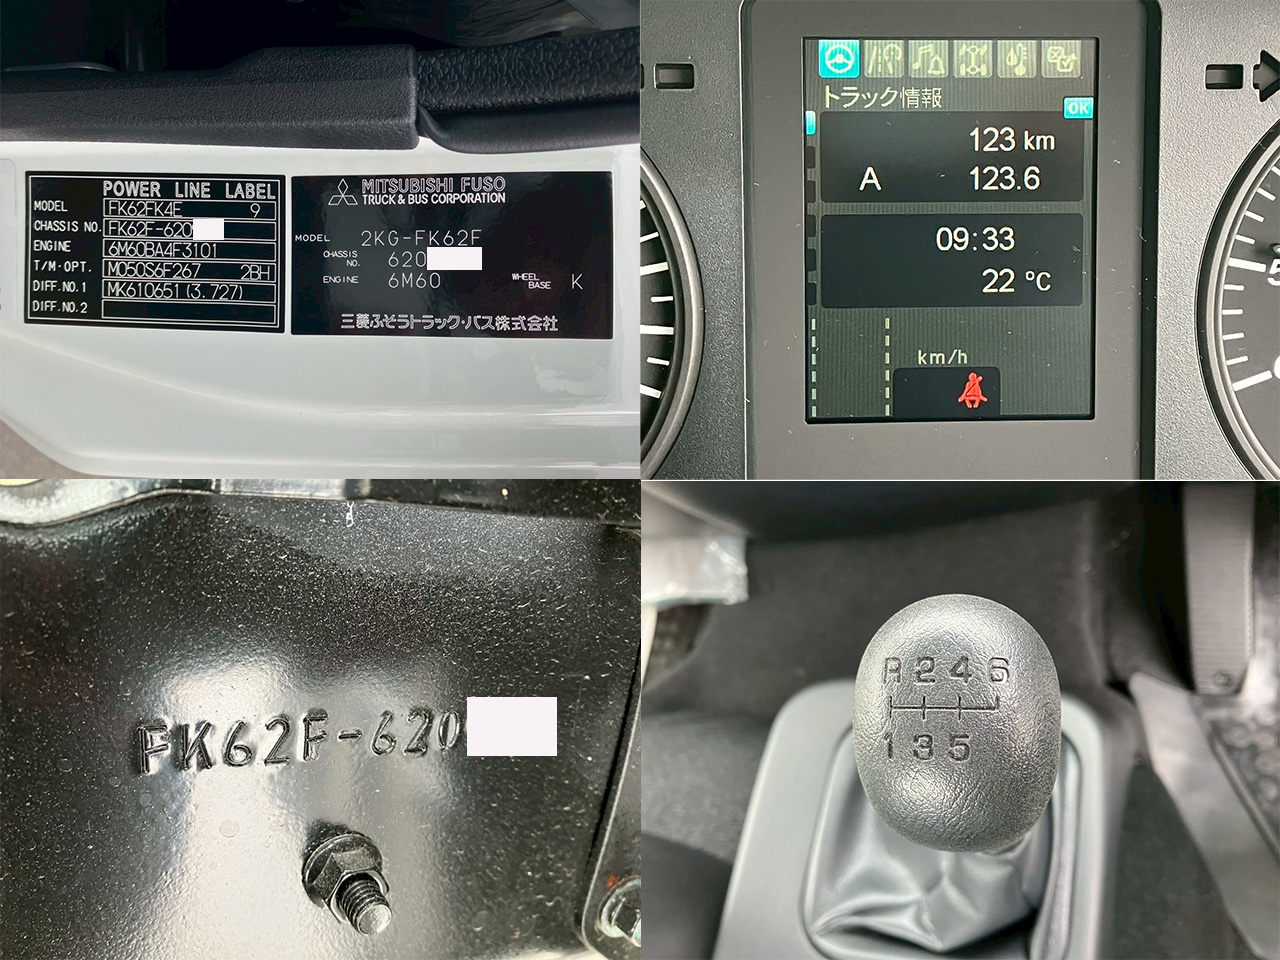 POWER LINE LABEL
MODEL FK62FK4E 9
CHASSIS NO. FK62F-620
ENGINE 6M60BA4F3101
T/M·OPT. M050S6F267 2BH
DIFF.NO.1 MK610651 (3.727)
DIFF.NO.2
MITSUBISHI FUSO
TRUCK & BUS CORPORATION
MODEL 2KG-FK62F
CHASSIS NO. 620
ENGINE 6M60 WHEEL BASE K
三菱ふそうトラック・バス株式会社
トラック情報
OK
123 km
A 123.6
09:33
22 °C
km/h
5
FK62F-620
R 2 4 6
1 3 5